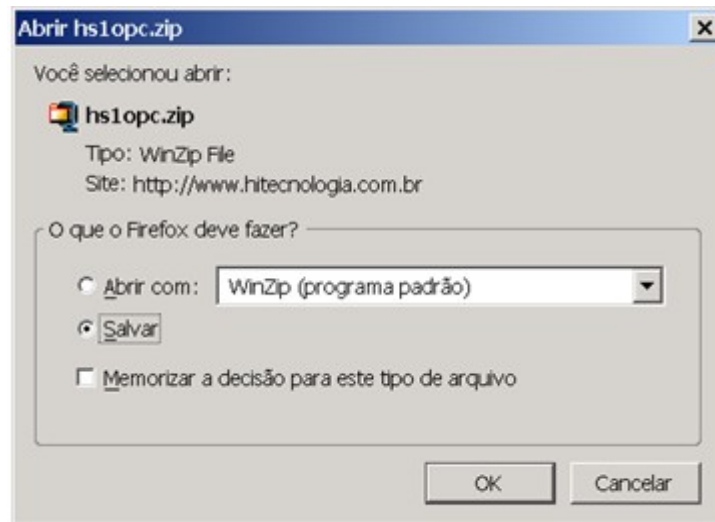 Abrir hs1opc.zip
Você selecionou abrir:
hs1opc.zip
Tipo: WinZip File
Site: http://www.hitecnologia.com.br
O que o Firefox deve fazer?
Abrir com: WinZip (programa padrão)
Salvar
Memorizar a decisão para este tipo de arquivo
OK Cancelar